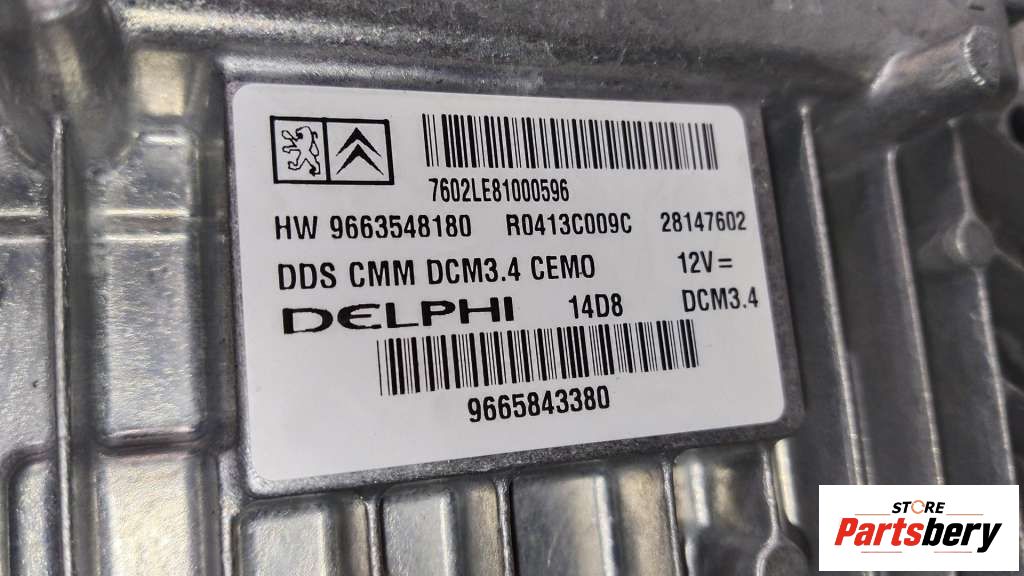 7602LE81000596
HW 9663548180 R0413C009C 28147602
DDS CMM DCM3.4 CEMO 12V=
DELPHI 14D8 DCM3.4
9665843380
STORE
Partsbery